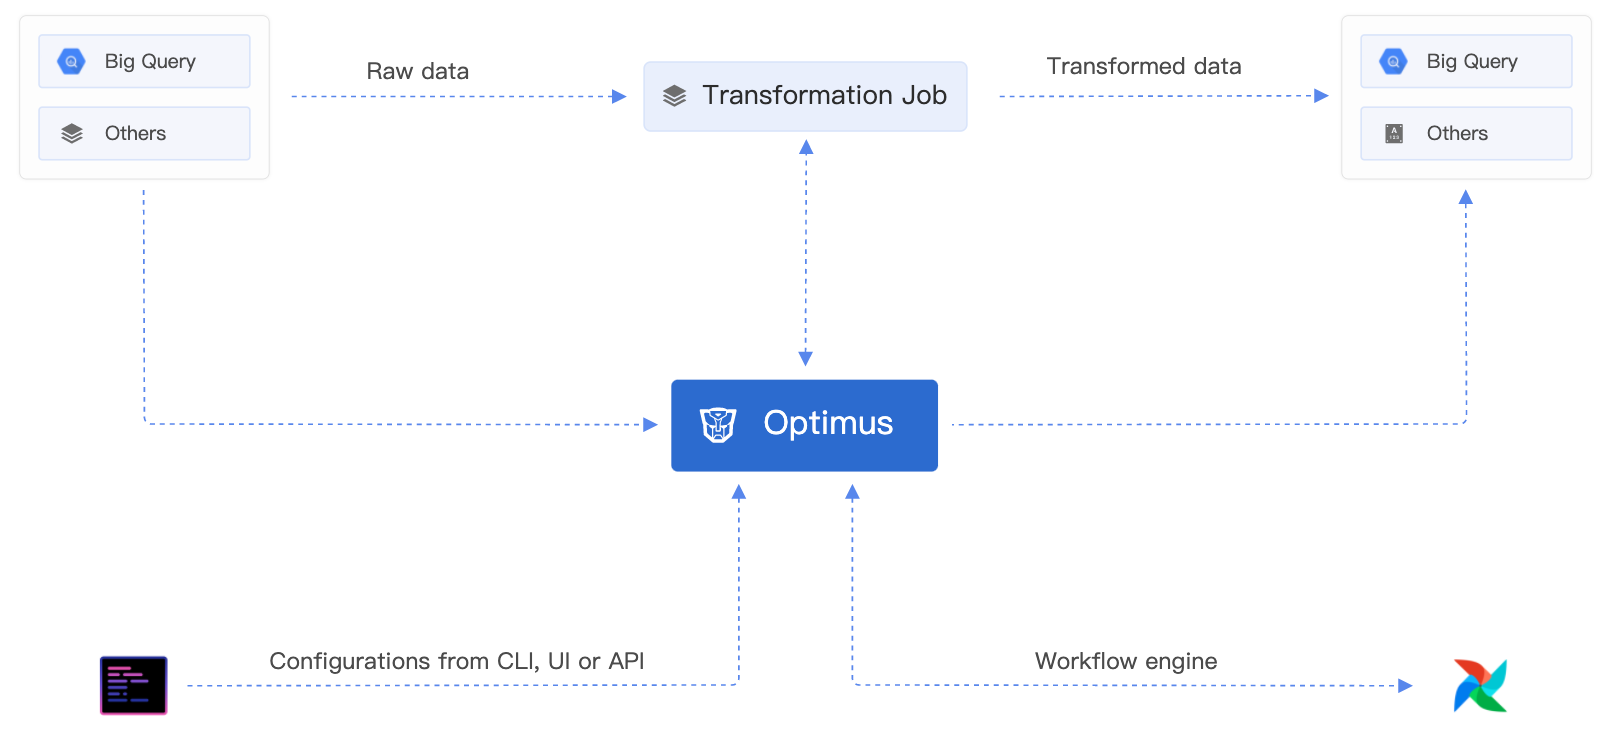 Big Query
Others
Raw data
Transformation Job
Transformed data
Big Query
Others
Optimus
Configurations from CLI, UI or API
Workflow engine